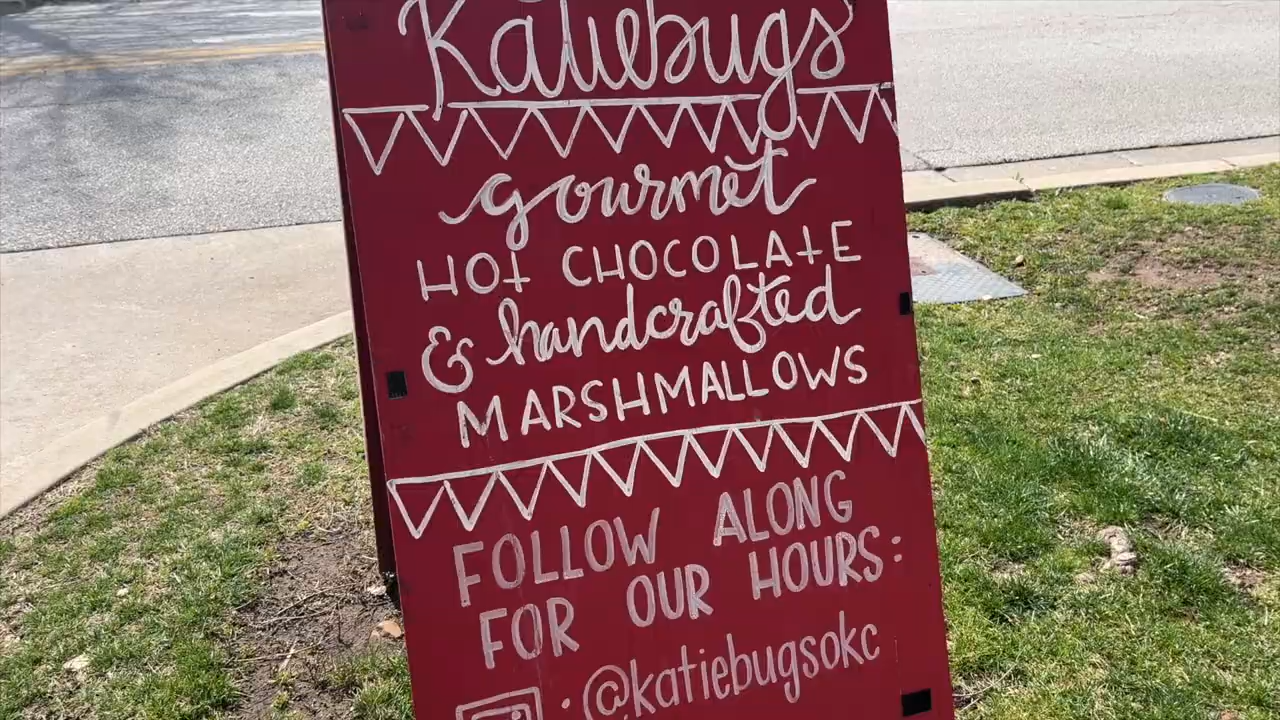 Katiebugs
gourmet
HOT CHOCOLATE
& handcrafted
MARSHMALLOWS
FOLLOW ALONG
FOR OUR HOURS:
: @katiebugsokc